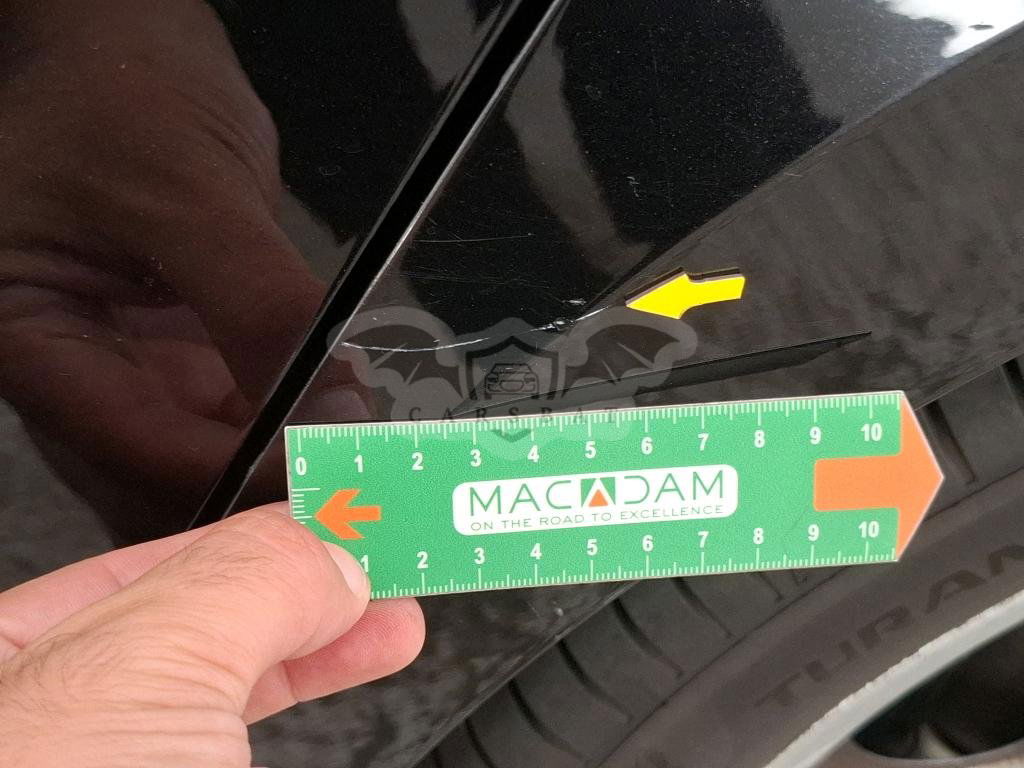 CARSBAT
0 1 2 3 4 5 6 7 8 9 10
MACADAM
ON THE ROAD TO EXCELLENCE
1 2 3 4 5 6 7 8 9 10
TURAN